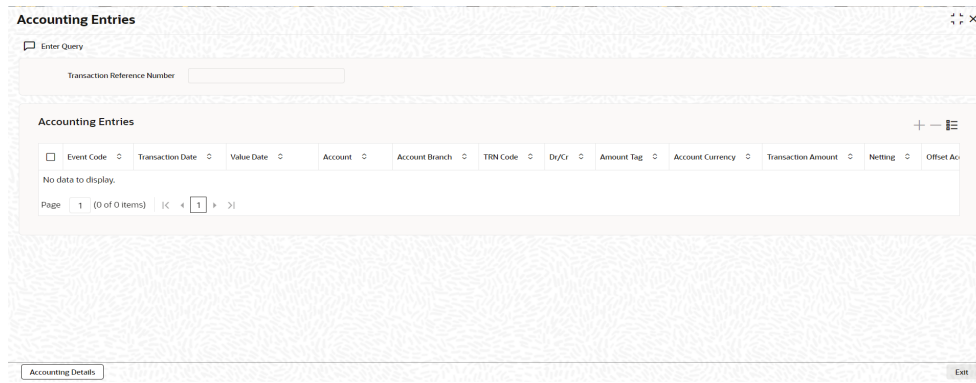 Accounting Entries
Enter Query
Transaction Reference Number
Accounting Entries
Event Code Transaction Date Value Date Account Account Branch TRN Code Dr/Cr Amount Tag Account Currency Transaction Amount Netting Offset Acc
No data to display.
Page 1 (0 of 0 items) 1
Accounting Details Exit